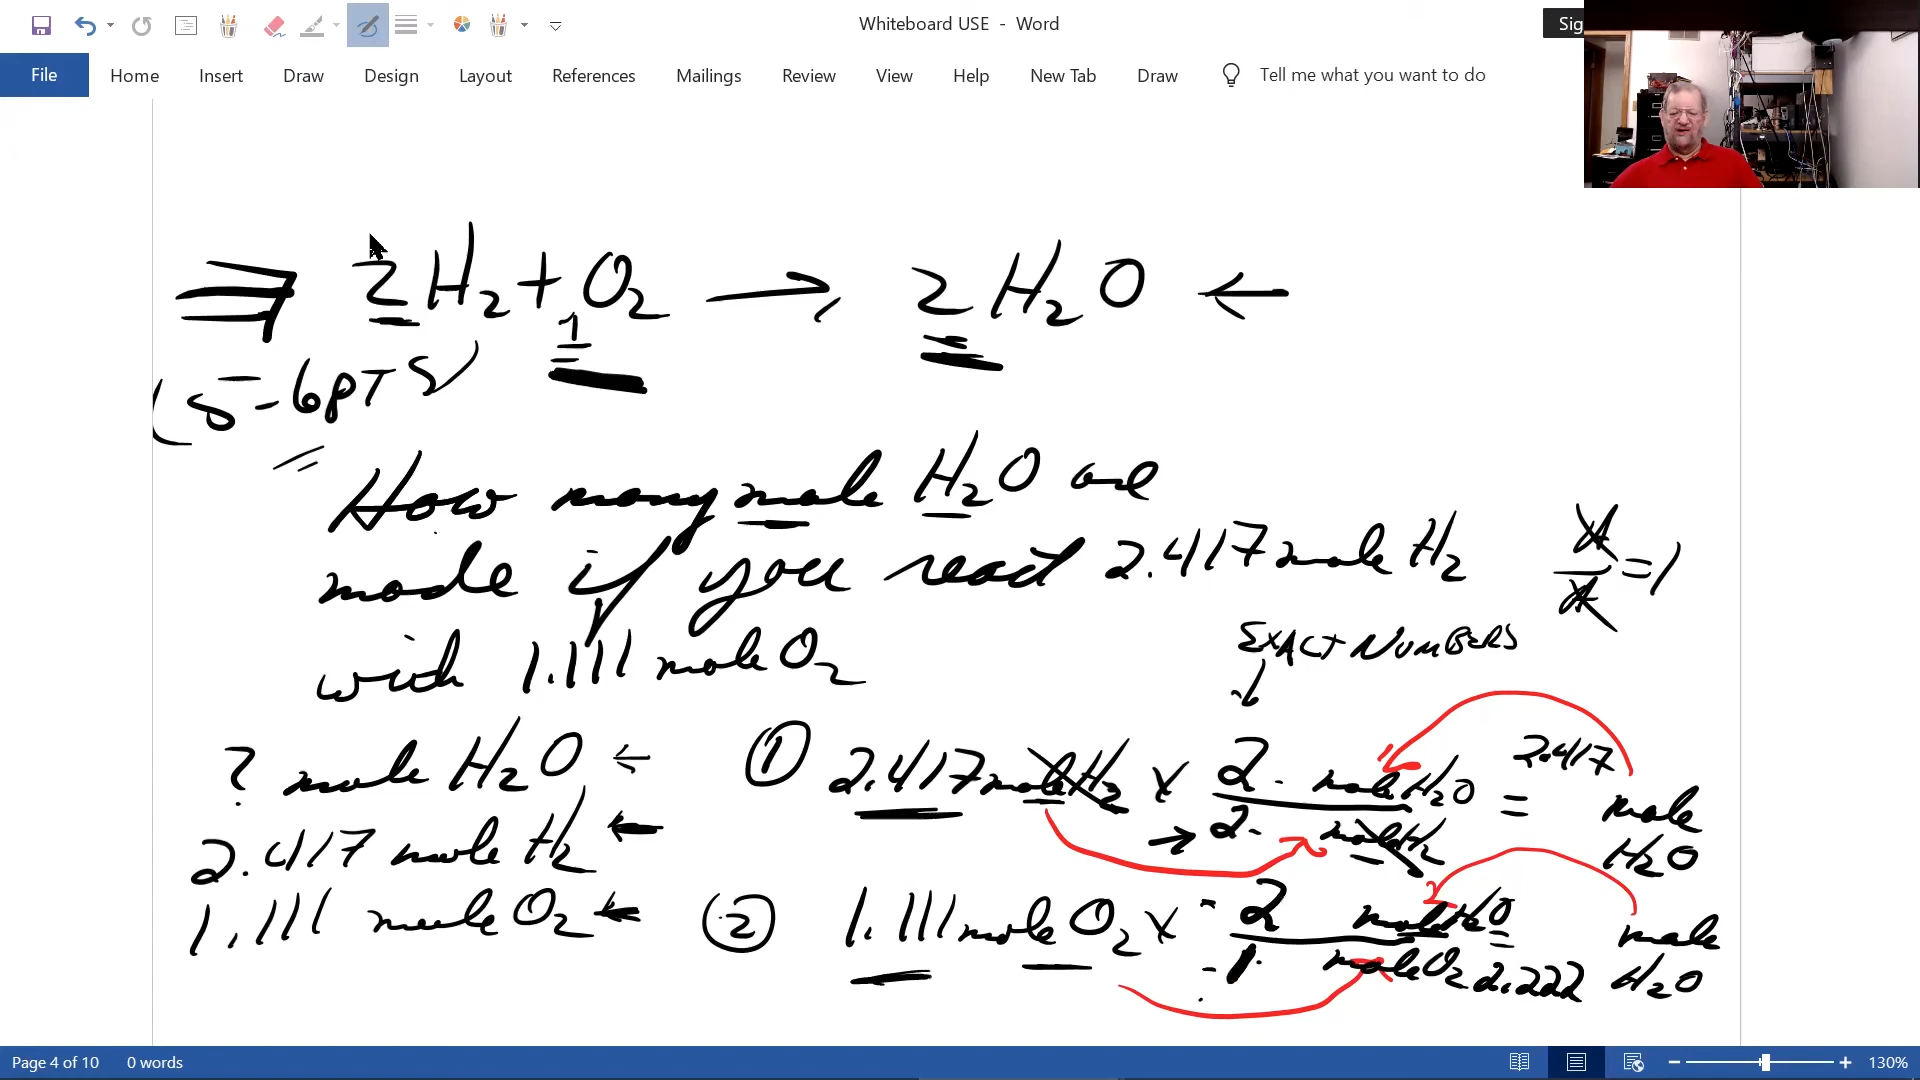 Whiteboard USE - Word
Sig
File Home Insert Draw Design Layout References Mailings Review View Help New Tab Draw Tell me what you want to do
2H₂ + O₂ → 2H₂O ←
1
(5-6 PTS)
How many mole H₂O are
made if you react 2.417 mole H₂
with 1.111 mole O₂
X/X = 1
EXACT NUMBERS
? mole H₂O ←
2.417 mole H₂ ←
1.111 mole O₂ ←
① 2.417 mole H₂ x 2. mole H₂O / 2. mole H₂ = 2.417 mole H₂O
② 1.111 mole O₂ x 2 mole H₂O / 1. mole O₂ = 2.222 mole H₂O
Page 4 of 10 0 words 130%